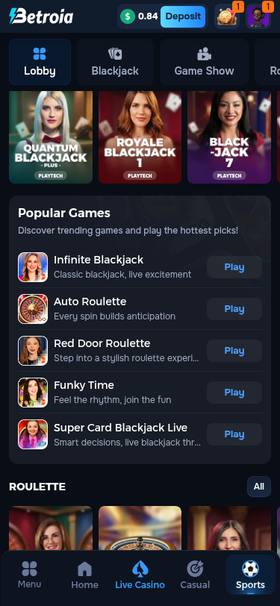 Betroia
$ 0.84 Deposit
1
1
Lobby
Blackjack
Game Show
Ro
QUANTUM
BLACKJACK
PLUS
PLAYTECH
ROYALE
BLACKJACK
1
PLAYTECH
BLACK
-JACK
7
PLAYTECH
Popular Games
Discover trending games and play the hottest picks!
Infinite Blackjack
Classic blackjack, live excitement
Play
Auto Roulette
Every spin builds anticipation
Play
Red Door Roulette
Step into a stylish roulette experi...
Play
Funky Time
Feel the rhythm, join the fun
Play
Super Card Blackjack Live
Smart decisions, live blackjack thr...
Play
ROULETTE
All
Menu
Home
Live Casino
Casual
Sports